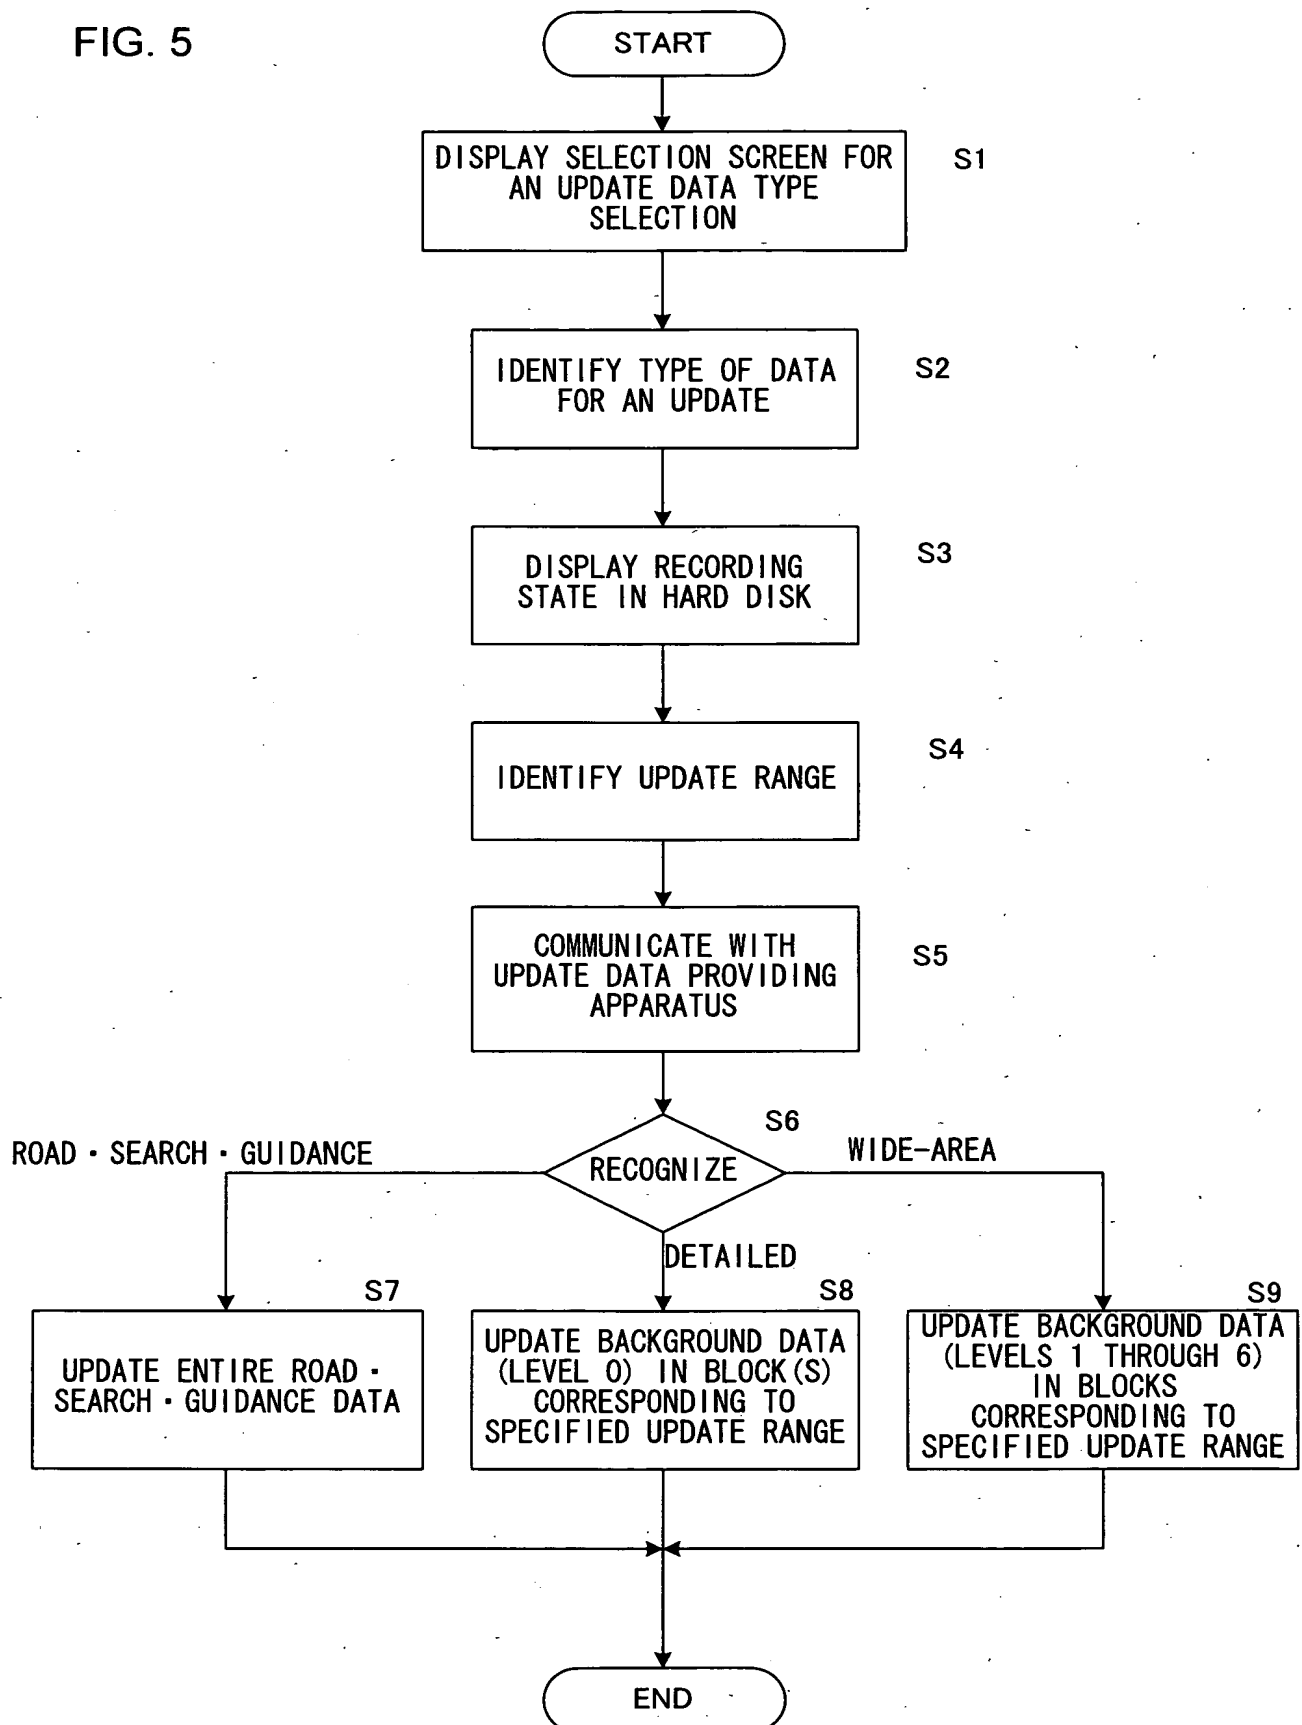 FIG. 5
START
DISPLAY SELECTION SCREEN FOR
AN UPDATE DATA TYPE
SELECTION
S1
IDENTIFY TYPE OF DATA
FOR AN UPDATE
S2
DISPLAY RECORDING
STATE IN HARD DISK
S3
IDENTIFY UPDATE RANGE
S4
COMMUNICATE WITH
UPDATE DATA PROVIDING
APPARATUS
S5
S6
RECOGNIZE
ROAD・SEARCH・GUIDANCE
WIDE-AREA
DETAILED
S7
UPDATE ENTIRE ROAD・
SEARCH・GUIDANCE DATA
S8
UPDATE BACKGROUND DATA
(LEVEL 0) IN BLOCK(S)
CORRESPONDING TO
SPECIFIED UPDATE RANGE
S9
UPDATE BACKGROUND DATA
(LEVELS 1 THROUGH 6)
IN BLOCKS
CORRESPONDING TO
SPECIFIED UPDATE RANGE
END